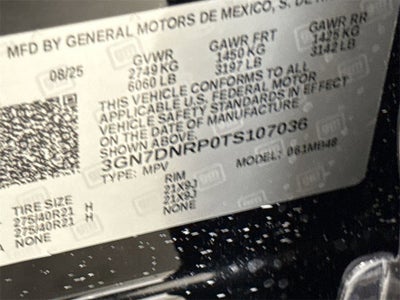 MFD BY GENERAL MOTORS DE MEXICO, S. DE
08/25 GVWR GAWR FRT GAWR RR
2749 KG 1450 KG 1425 KG
6060 LB 3197 LB 3142 LB
THIS VEHICLE CONFORMS TO ALL
APPLICABLE U.S. FEDERAL MOTOR
VEHICLE SAFETY STANDARDS IN EFFECT
ON THE DATE OF MANUFACTURE
SHOWN ABOVE.
3GN7DNRP0TS107036
TYPE: MPV MODEL: 061MB48
TIRE SIZE RIM
275/40R21 H 21X9J
275/40R21 H 21X9J
NONE NONE